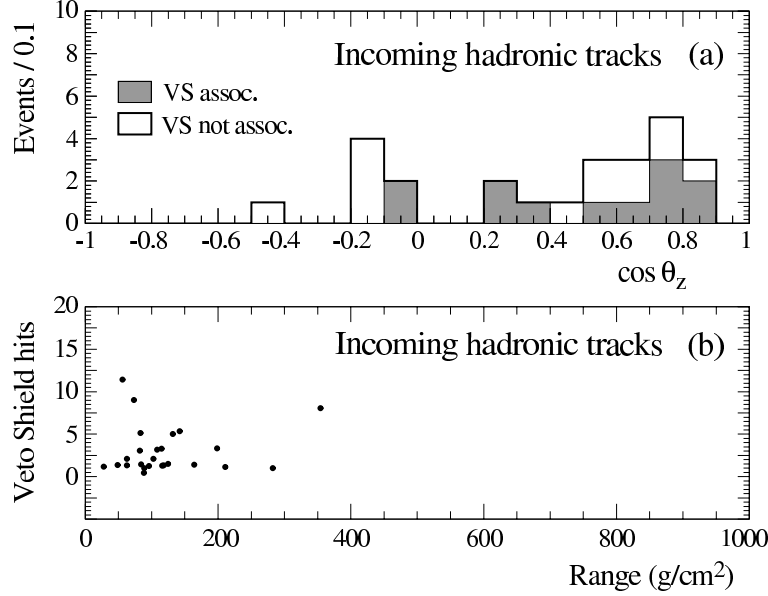 10
8
6
4
2
0
Events / 0.1
Incoming hadronic tracks (a)
VS assoc.
VS not assoc.
-1 -0.8 -0.6 -0.4 -0.2 0 0.2 0.4 0.6 0.8 1
cos θz
20
15
10
5
0
Veto Shield hits
Incoming hadronic tracks (b)
0 200 400 600 800 1000
Range (g/cm²)